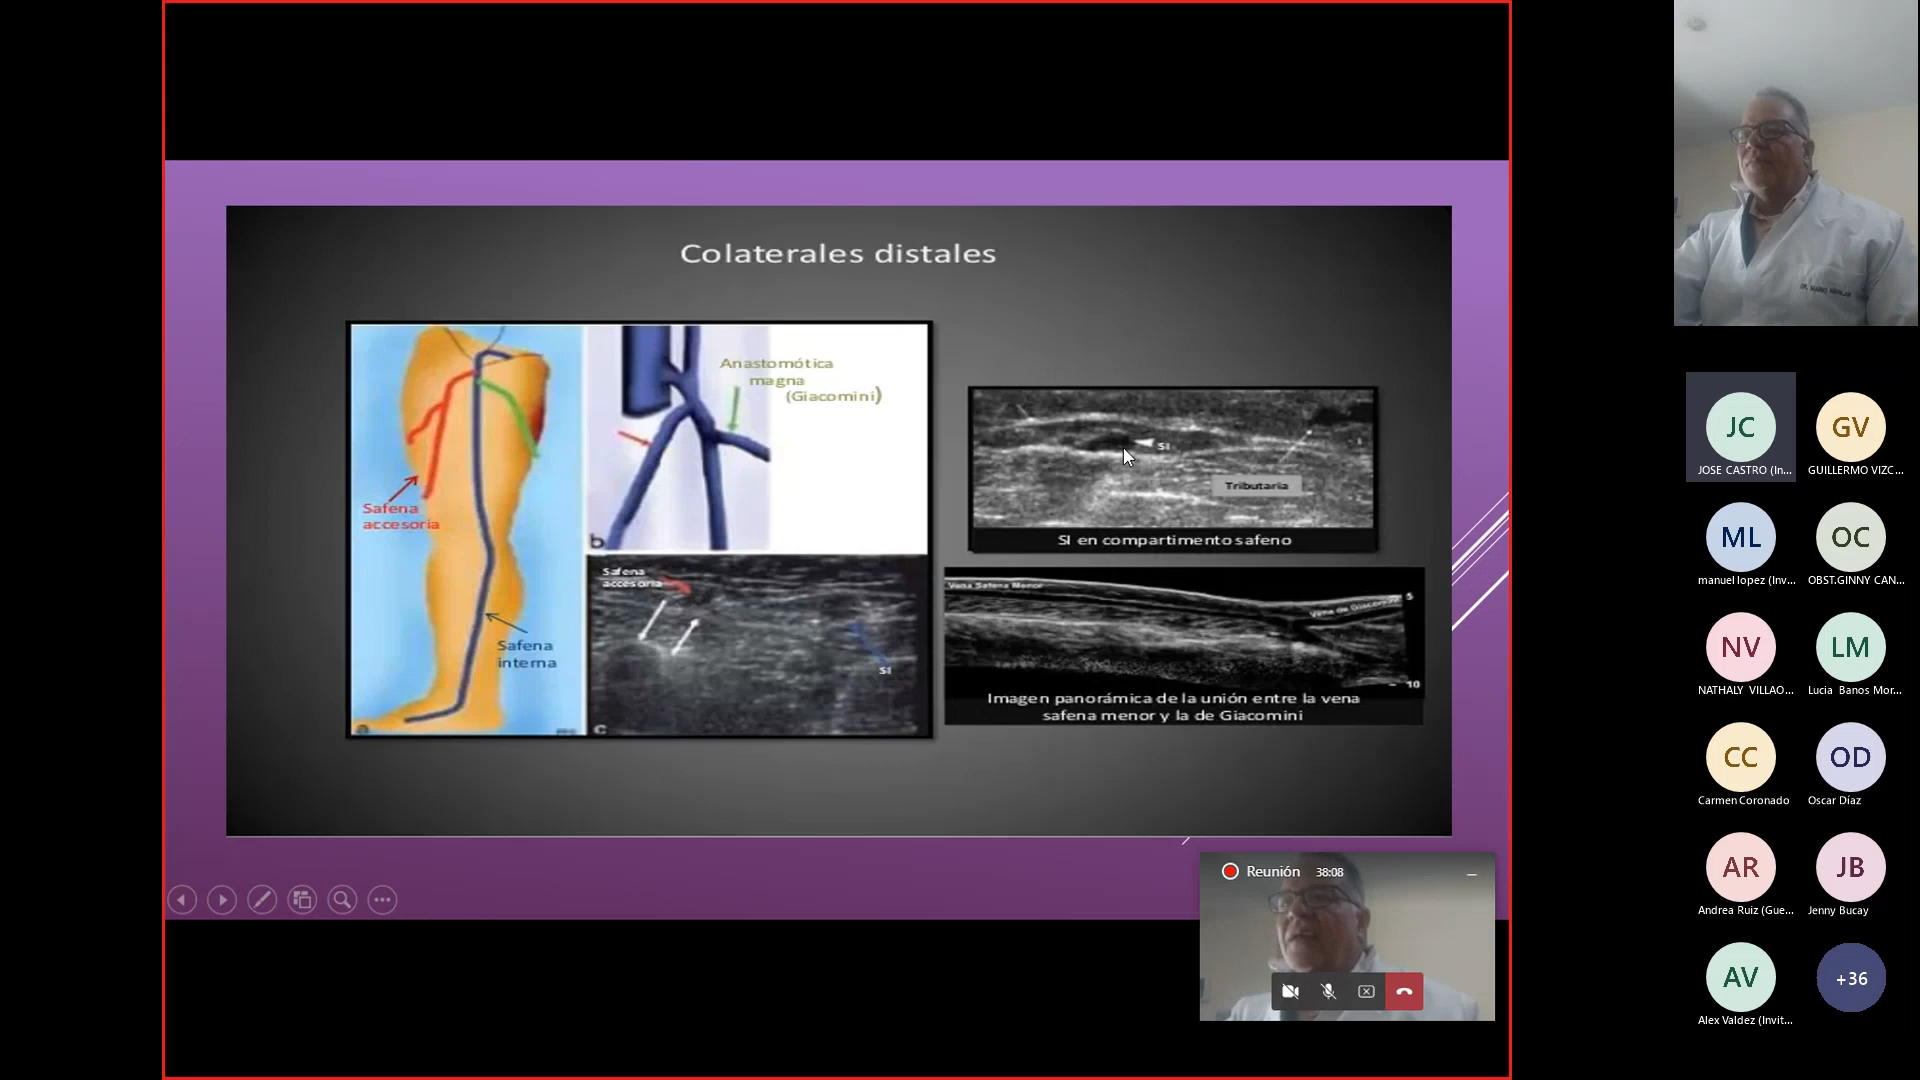 Colaterales distales
Anastomótica
magna
(Giacomini)
Safena
accesoria
Safena
interna
a
b
Safena
accesoria
SI
c
SI
Tributaria
SI en compartimento safeno
Vena Safena Menor
Vena de Giacomini
5
10
Imagen panorámica de la unión entre la vena
safena menor y la de Giacomini
Reunión 38:08
JC
JOSE CASTRO (In...
GV
GUILLERMO VIZC...
ML
manuel lopez (Inv...
OC
OBST.GINNY CAN...
NV
NATHALY VILLAO...
LM
Lucia Banos Mor...
CC
Carmen Coronado
OD
Oscar Díaz
AR
Andrea Ruiz (Gue...
JB
Jenny Bucay
AV
Alex Valdez (Invit...
+36